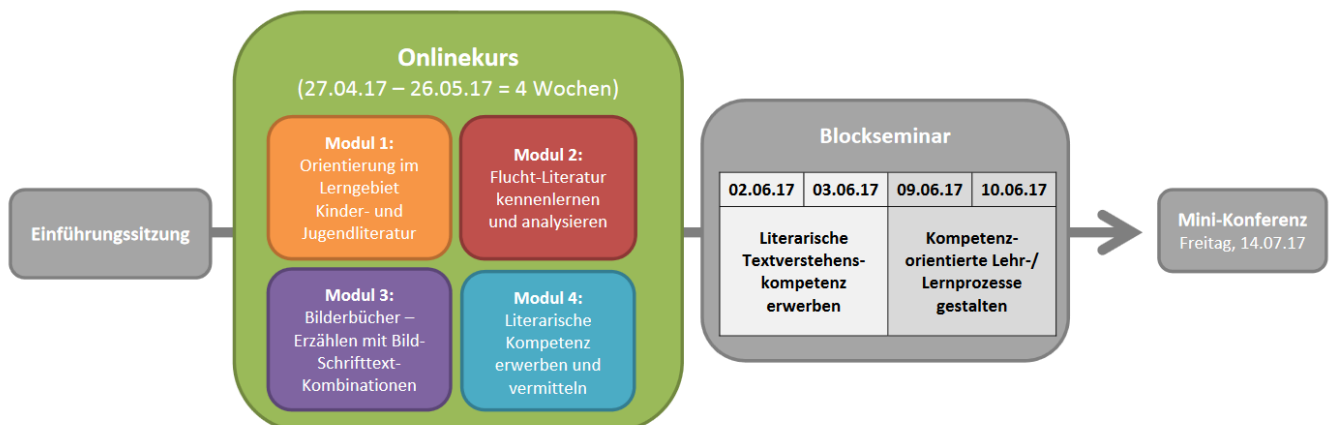 Einführungssitzung
Onlinekurs
(27.04.17 – 26.05.17 = 4 Wochen)
Modul 1:
Orientierung im
Lerngebiet
Kinder- und
Jugendliteratur
Modul 2:
Flucht-Literatur
kennenlernen
und analysieren
Modul 3:
Bilderbücher –
Erzählen mit Bild-
Schrifttext-
Kombinationen
Modul 4:
Literarische
Kompetenz
erwerben und
vermitteln
Blockseminar
02.06.17 03.06.17 09.06.17 10.06.17
Literarische
Textverstehens-
kompetenz
erwerben
Kompetenz-
orientierte Lehr-/
Lernprozesse
gestalten
Mini-Konferenz
Freitag, 14.07.17